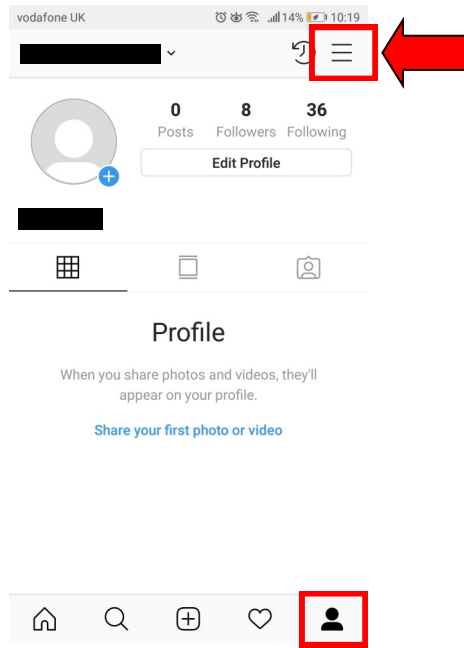 vodafone UK 14% 10:19
0 8 36
Posts Followers Following
Edit Profile
Profile
When you share photos and videos, they'll
appear on your profile.
Share your first photo or video